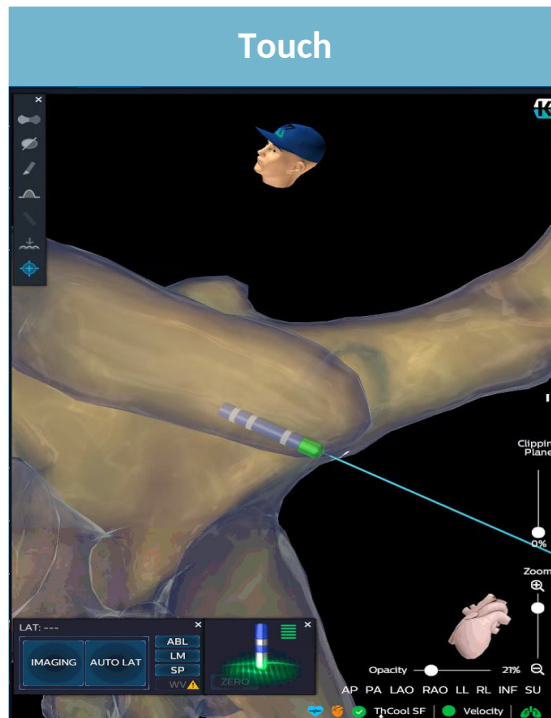 Touch
Clippin
Plane
0%
Zoom
LAT: ---
IMAGING
AUTO LAT
ABL
LM
SP
WV
ZERO
Opacity
21%
AP PA LAO RAO LL RL INF SU
ThCool SF
Velocity